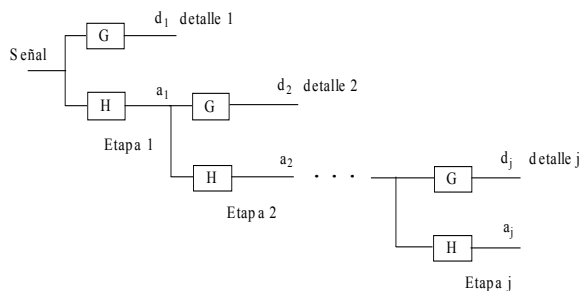 d1 detalle 1
G
Señal
H
a1
d2 detalle 2
G
Etapa 1
H
a2
. . .
dj detalle j
G
Etapa 2
H
aj
Etapa j